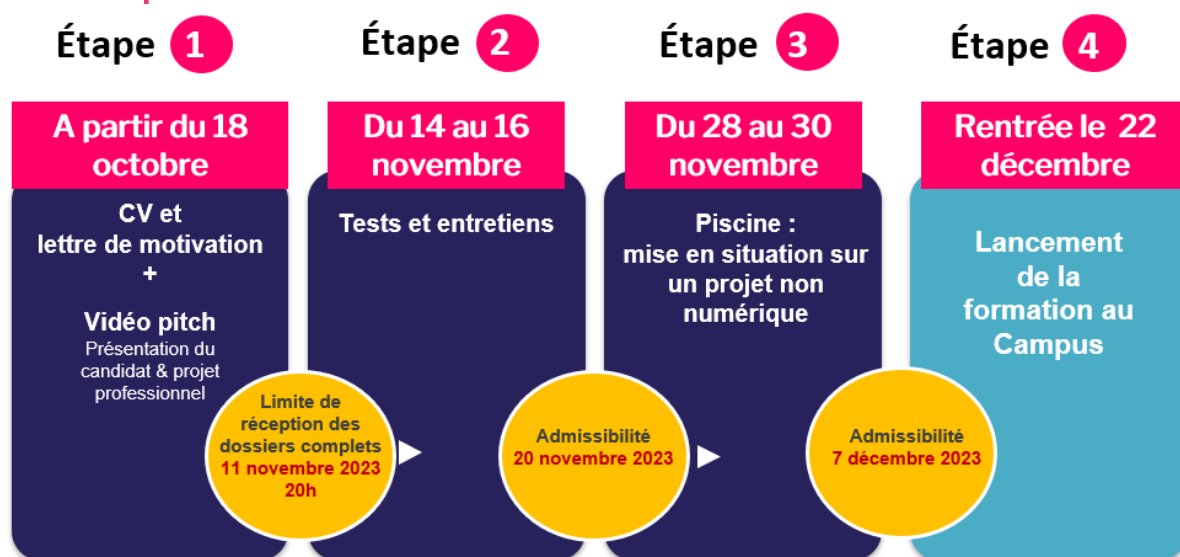 Étape 1
A partir du 18
octobre
CV et
lettre de motivation
+
Vidéo pitch
Présentation du
candidat & projet
professionnel
Limite de
réception des
dossiers complets
11 novembre 2023
20h
Étape 2
Du 14 au 16
novembre
Tests et entretiens
Admissibilité
20 novembre 2023
Étape 3
Du 28 au 30
novembre
Piscine :
mise en situation sur
un projet non
numérique
Admissibilité
7 décembre 2023
Étape 4
Rentrée le 22
décembre
Lancement
de la
formation au
Campus